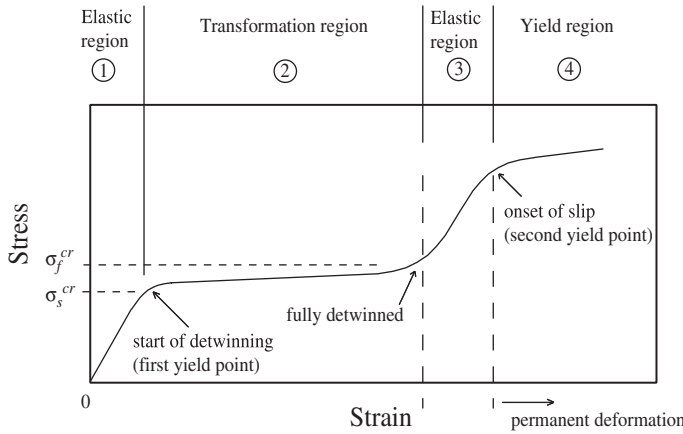 Elastic
region
①
Transformation region
②
Elastic
region
③
Yield region
④
Stress
σ_f^{cr}
σ_s^{cr}
onset of slip
(second yield point)
fully detwinned
start of detwinning
(first yield point)
0
Strain
permanent deformation